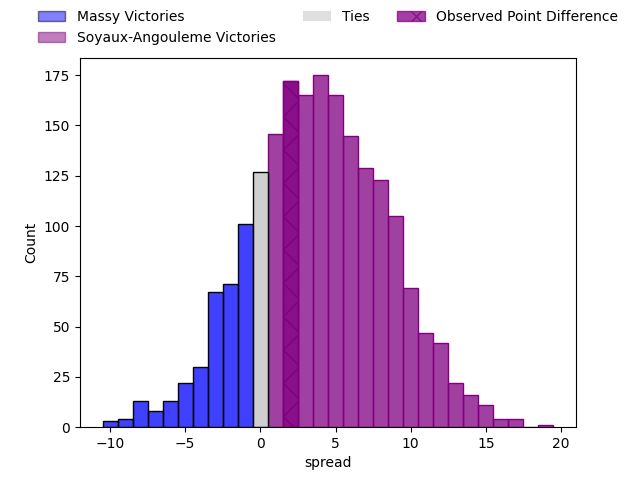 Massy Victories
Soyaux-Angouleme Victories
Ties
Observed Point Difference
175
150
125
100
75
50
25
0
Count
−10
−5
0
5
10
15
20
spread